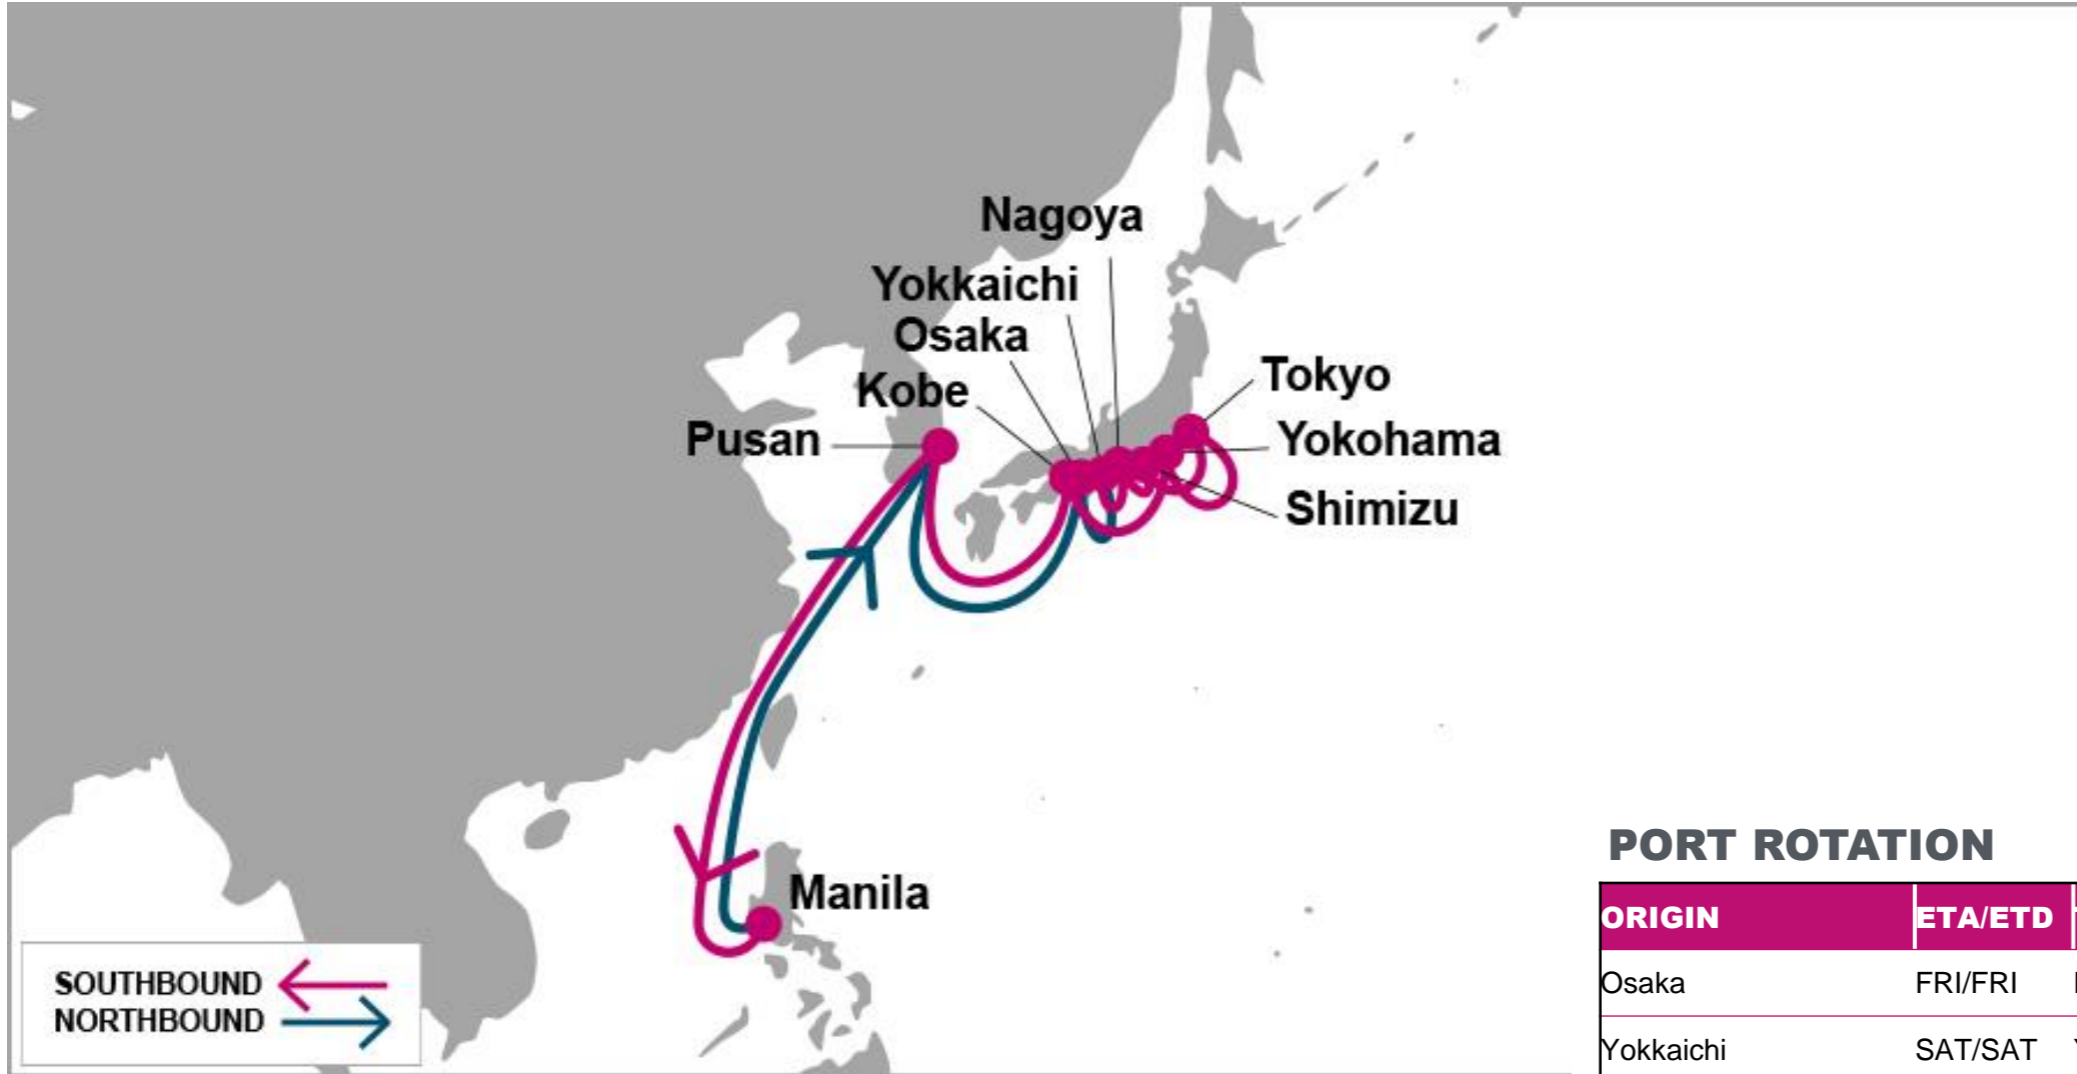 Nagoya
Yokkaichi
Osaka
Kobe
Pusan
Tokyo
Yokohama
Shimizu
Manila
SOUTHBOUND
NORTHBOUND
PORT ROTATION
ORIGIN ETA/ETD
Osaka FRI/FRI
Yokkaichi SAT/SAT